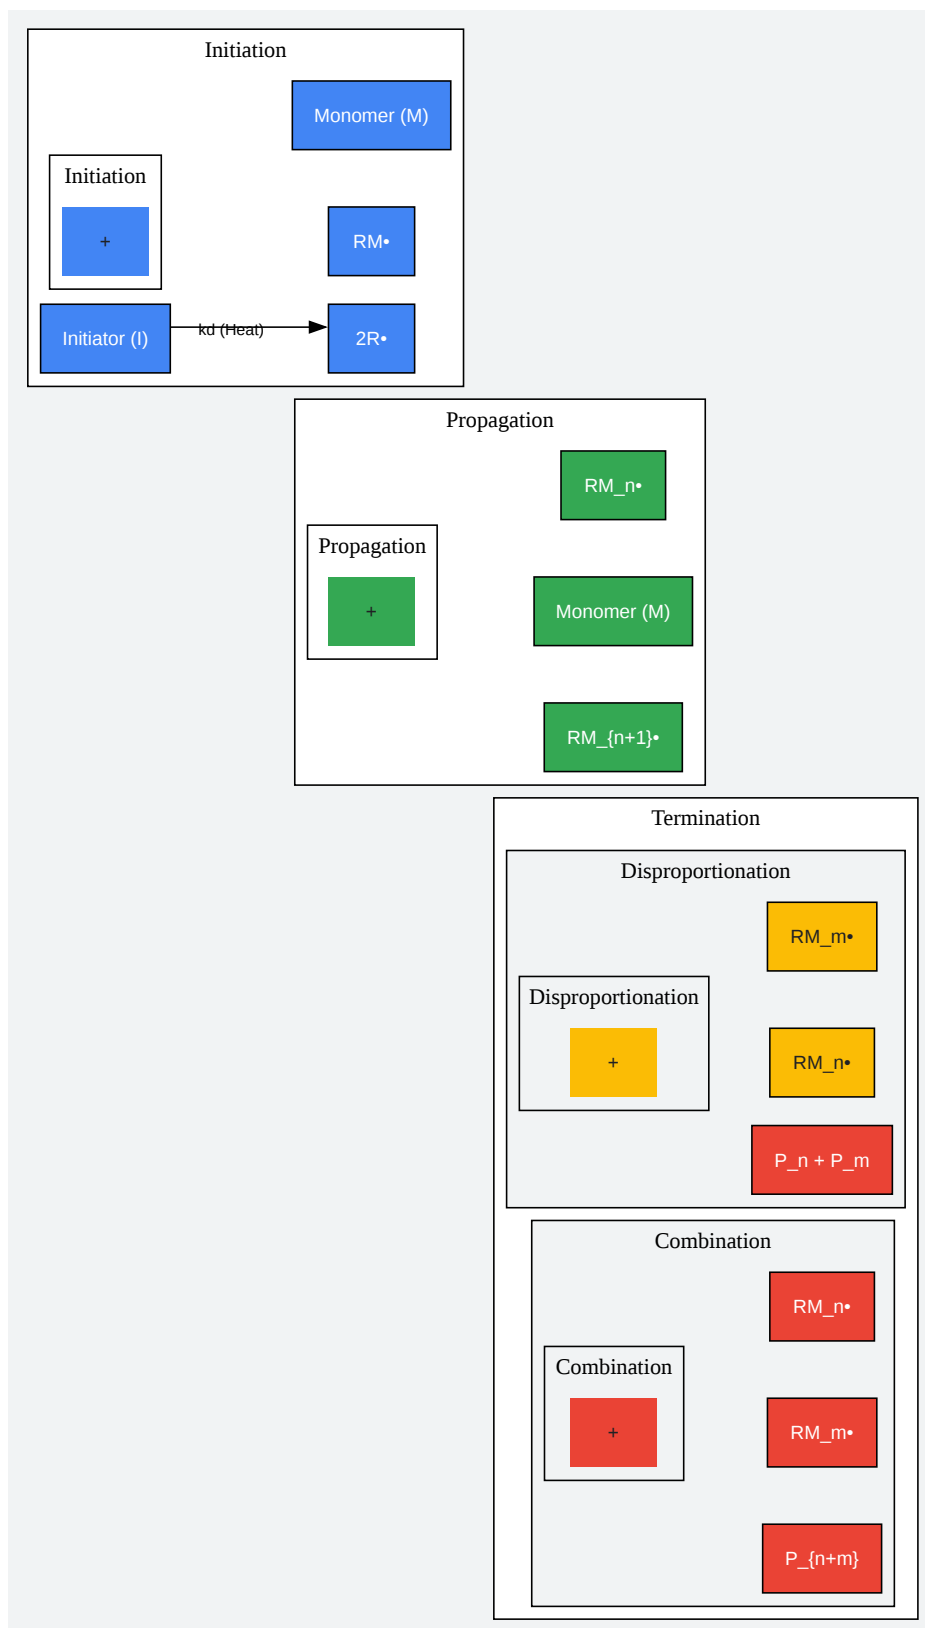 Initiation
Monomer (M)
Initiation
+
RM•
Initiator (I)
kd (Heat)
2R•
Propagation
RM_n•
Propagation
+
Monomer (M)
RM_{n+1}•
Termination
Disproportionation
RM_m•
Disproportionation
+
RM_n•
P_n + P_m
Combination
RM_n•
Combination
+
RM_m•
P_{n+m}